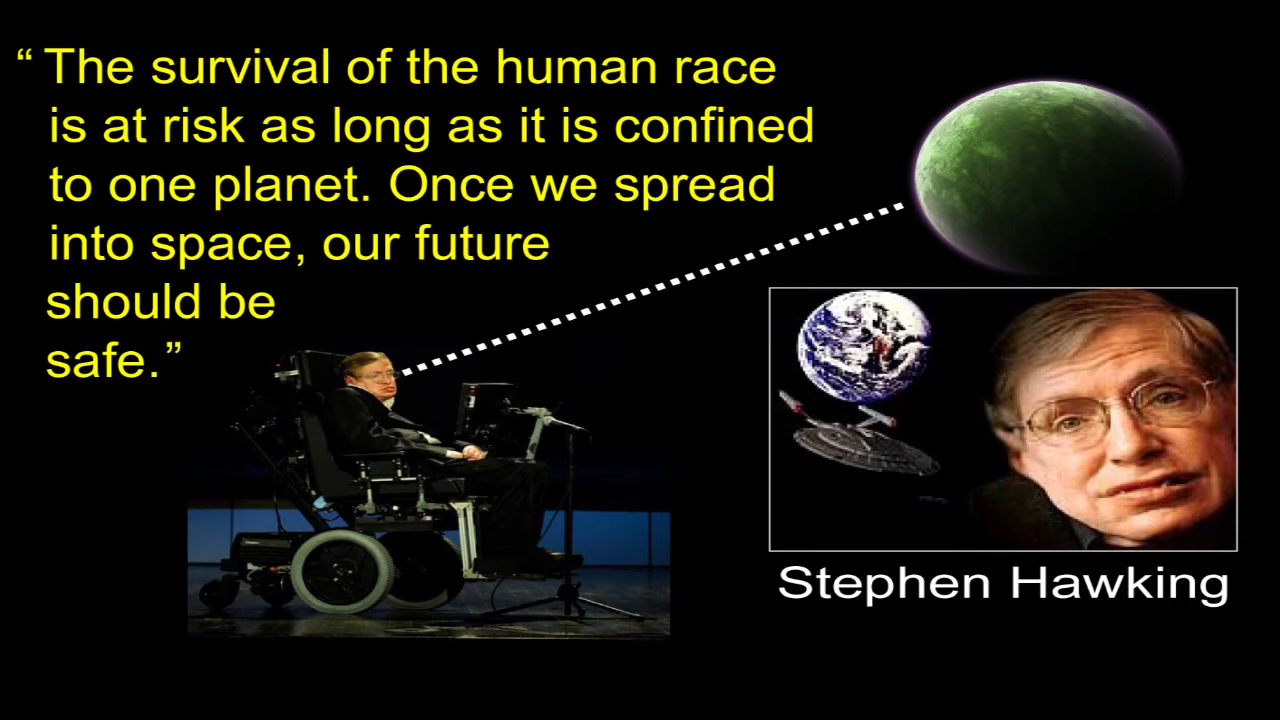 “ The survival of the human race
is at risk as long as it is confined
to one planet. Once we spread
into space, our future
should be
safe.”
Stephen Hawking